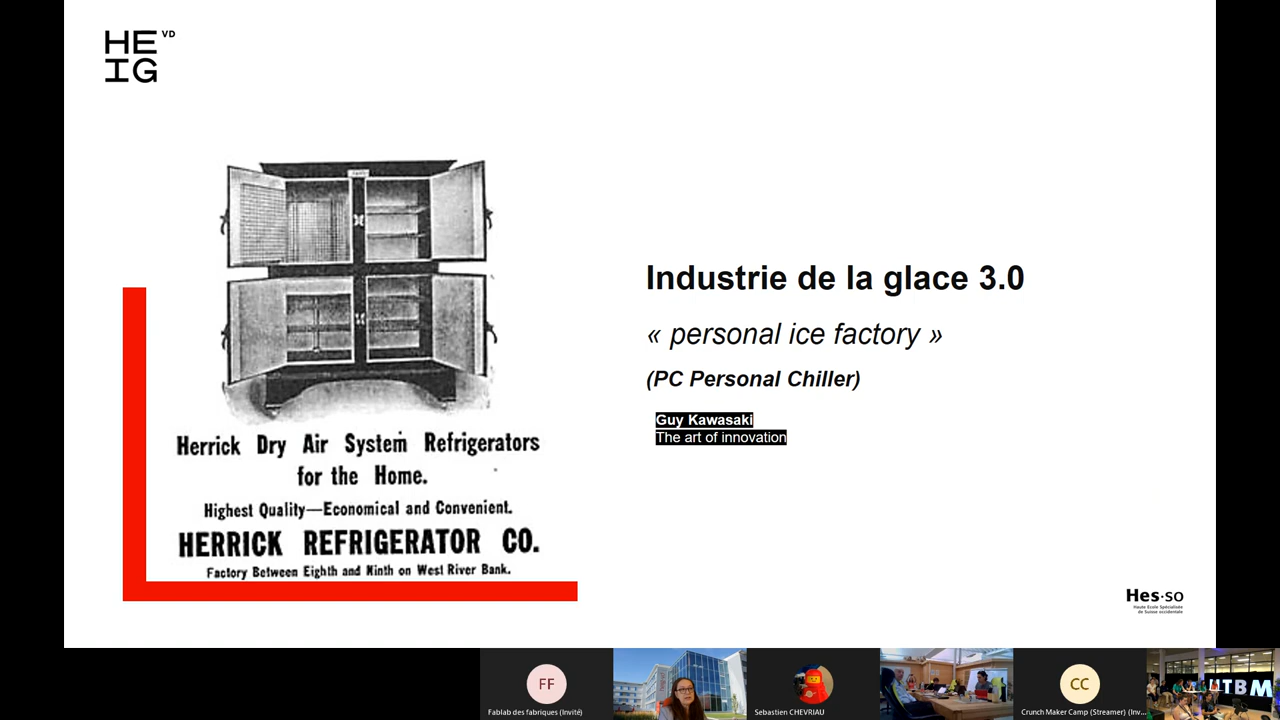 HE VD
IG
Herrick Dry Air System Refrigerators
for the Home.
Highest Quality—Economical and Convenient.
HERRICK REFRIGERATOR CO.
Factory Between Eighth and Ninth on West River Bank.
Industrie de la glace 3.0
« personal ice factory »
(PC Personal Chiller)
Guy Kawasaki
The art of innovation
Hes·so
Haute Ecole Spécialisée
de Suisse occidentale
FF
Fablab des fabriques (Invité)
Sebastien CHEVRIAU
CC
Crunch Maker Camp (Streamer) (Inv...
UTBM